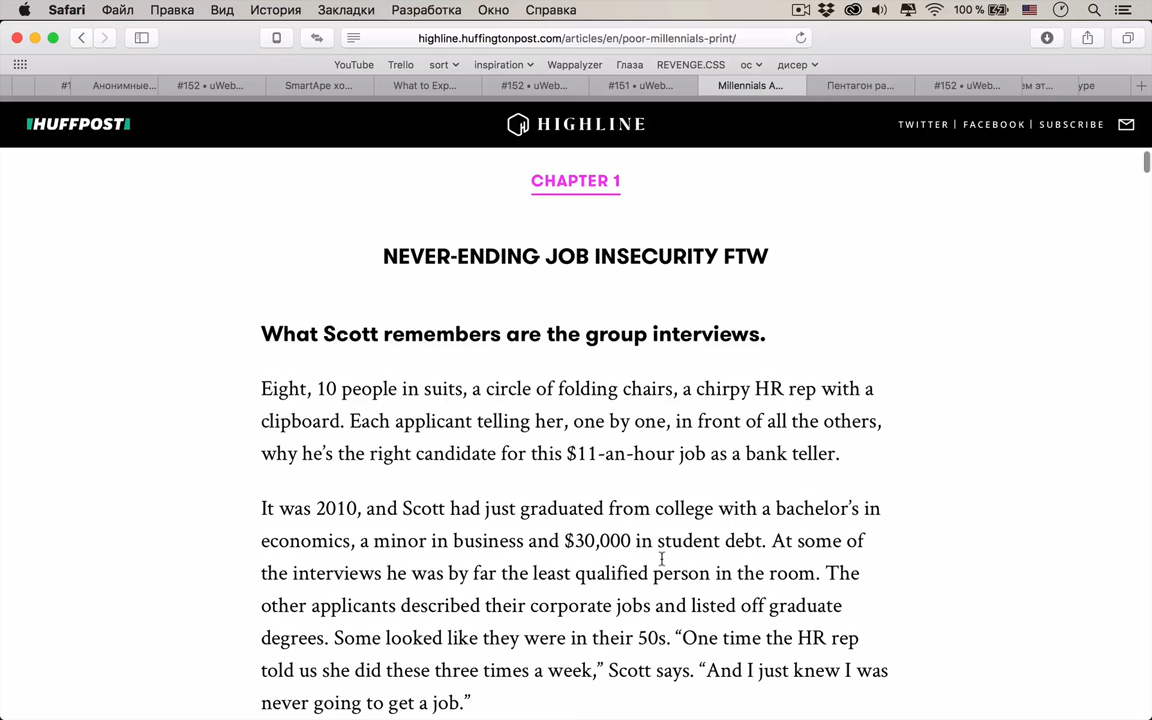 Safari Файл Правка Вид История Закладки Разработка Окно Справка 100 %
highline.huffingtonpost.com/articles/en/poor-millennials-print/
YouTube Trello sort inspiration Wappalyzer Глаза REVENGE.CSS ос дисер
#1 Анонимные... #152 • uWeb... SmartApe хо... What to Exp... #152 • uWeb... #151 • uWeb... Millennials A... Пентагон ра... #152 • uWeb... ем эт... ype
HUFFPOST HIGHLINE TWITTER | FACEBOOK | SUBSCRIBE
CHAPTER 1
NEVER-ENDING JOB INSECURITY FTW
What Scott remembers are the group interviews.
Eight, 10 people in suits, a circle of folding chairs, a chirpy HR rep with a
clipboard. Each applicant telling her, one by one, in front of all the others,
why he’s the right candidate for this $11-an-hour job as a bank teller.
It was 2010, and Scott had just graduated from college with a bachelor’s in
economics, a minor in business and $30,000 in student debt. At some of
the interviews he was by far the least qualified person in the room. The
other applicants described their corporate jobs and listed off graduate
degrees. Some looked like they were in their 50s. “One time the HR rep
told us she did these three times a week,” Scott says. “And I just knew I was
never going to get a job.”